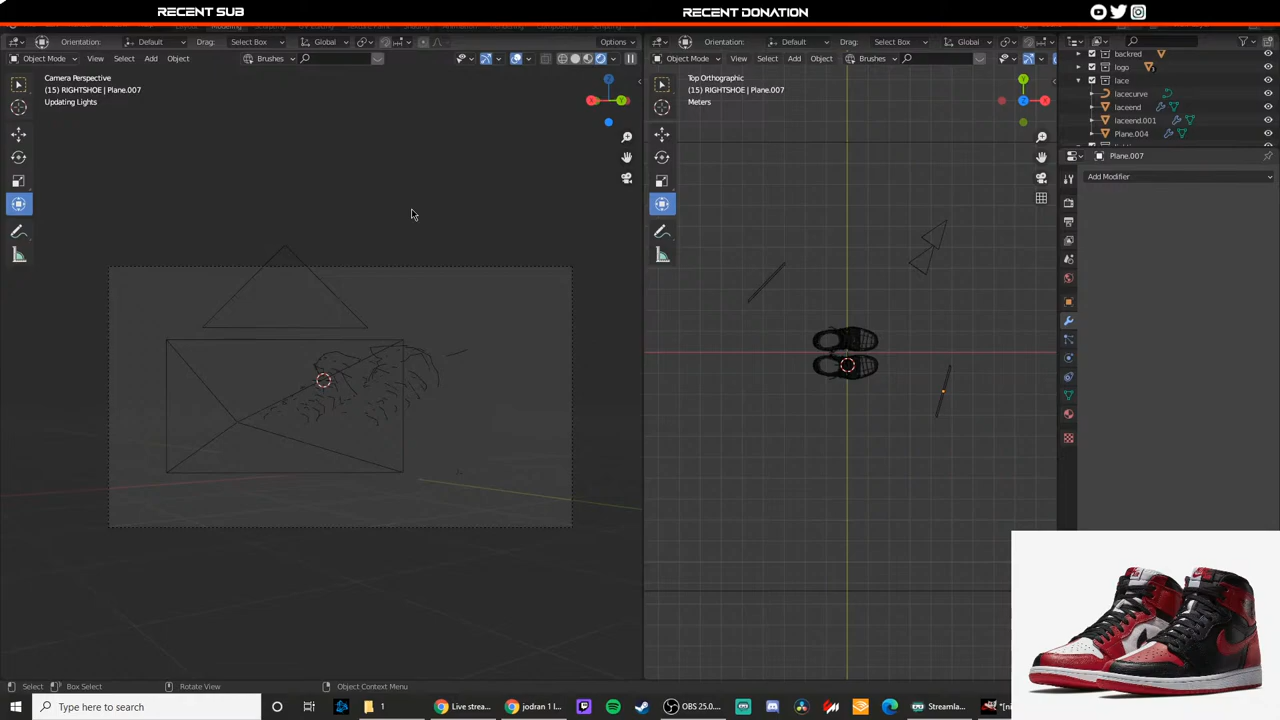 RECENT SUB
RECENT DONATION
Orientation: Default Drag: Select Box Global Options
Object Mode View Select Add Object Brushes
Camera Perspective
(15) RIGHTSHOE | Plane.007
Updating Lights
Orientation: Default Drag: Select Box Global
Object Mode View Select Add Object Brushes
Top Orthographic
(15) RIGHTSHOE | Plane.007
Meters
X
Y
Z
backred
logo
lace
lacecurve
laceend
laceend.001
Plane.004
Plane.007
Add Modifier
Select
Box Select
Rotate View
Object Context Menu
Type here to search
1
Live strea...
jodran 1 l...
OBS 25.0....
Streamla...